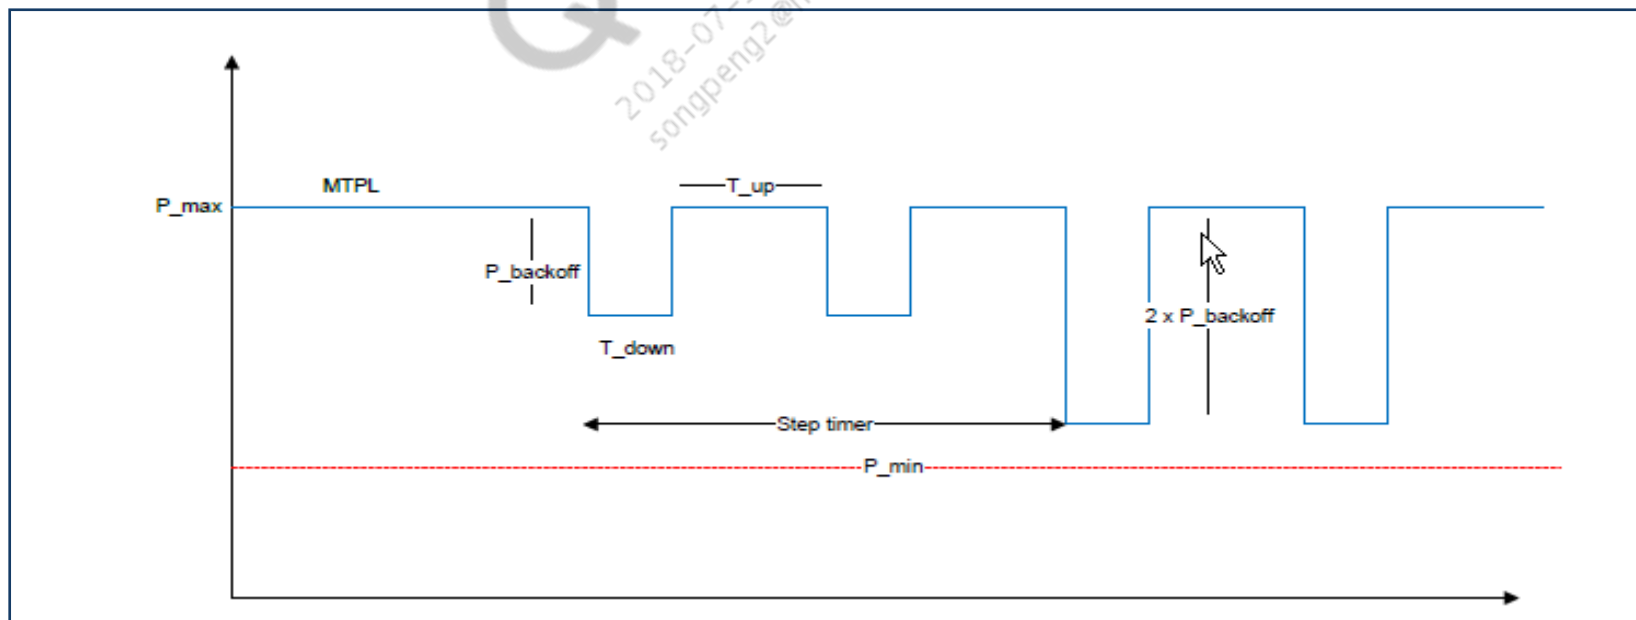 2018-07-
songpeng2@
MTPL
T_up
P_max
P_backoff
2 x P_backoff
T_down
Step timer
P_min